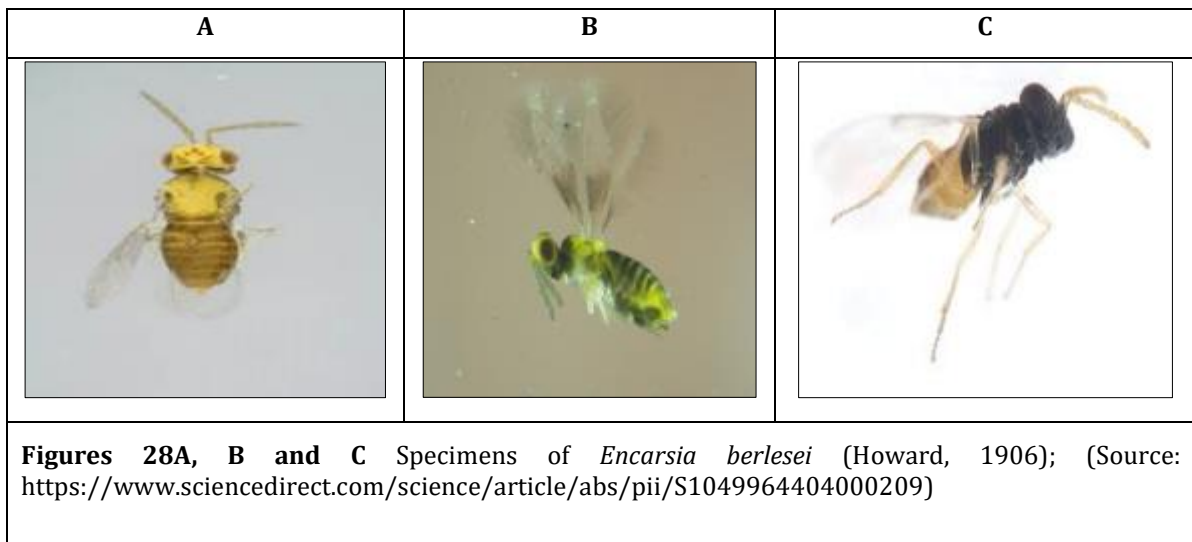 A B C
Figures 28A, B and C Specimens of Encarsia berlesei (Howard, 1906); (Source:
https://www.sciencedirect.com/science/article/abs/pii/S1049964404000209)